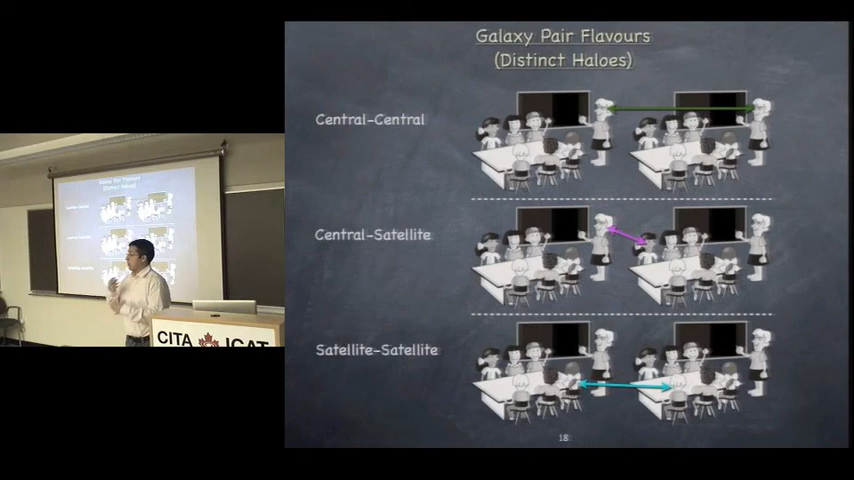 Galaxy Pair Flavours
(Distinct Haloes)
Central-Central
Central-Satellite
Satellite-Satellite
18
CITA ICAT